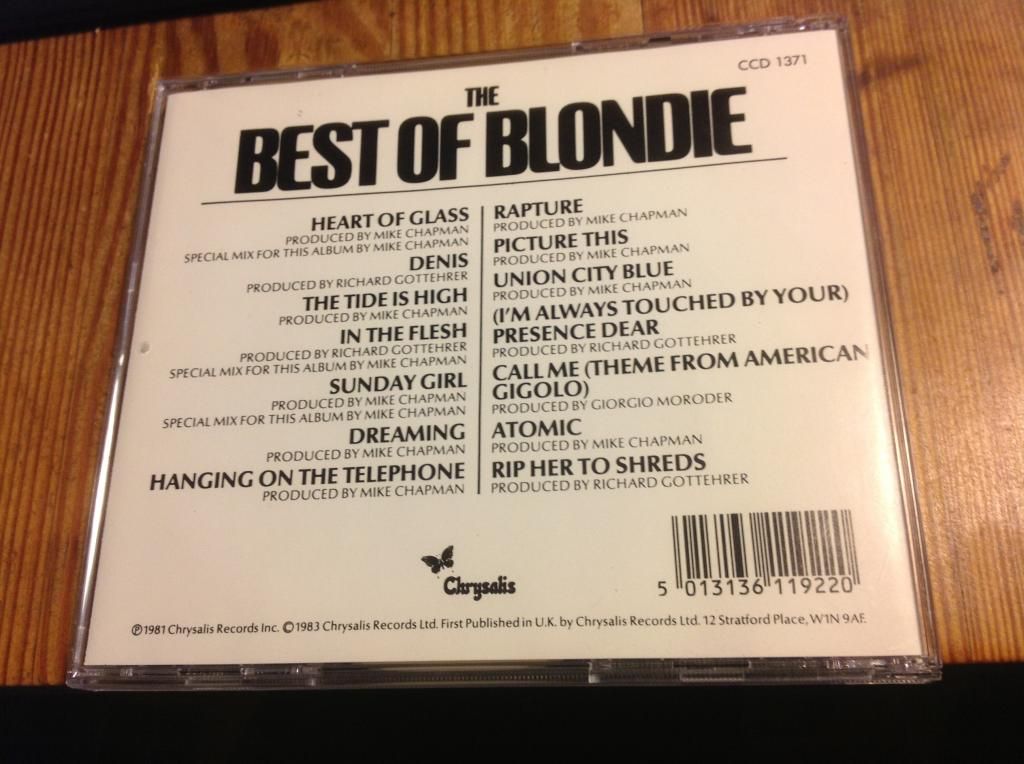 CCD 1371
THE
BEST OF BLONDIE
HEART OF GLASS
PRODUCED BY MIKE CHAPMAN
SPECIAL MIX FOR THIS ALBUM BY MIKE CHAPMAN
DENIS
PRODUCED BY RICHARD GOTTEHRER
THE TIDE IS HIGH
PRODUCED BY MIKE CHAPMAN
IN THE FLESH
PRODUCED BY RICHARD GOTTEHRER
SPECIAL MIX FOR THIS ALBUM BY MIKE CHAPMAN
SUNDAY GIRL
PRODUCED BY MIKE CHAPMAN
SPECIAL MIX FOR THIS ALBUM BY MIKE CHAPMAN
DREAMING
PRODUCED BY MIKE CHAPMAN
HANGING ON THE TELEPHONE
PRODUCED BY MIKE CHAPMAN
RAPTURE
PRODUCED BY MIKE CHAPMAN
PICTURE THIS
PRODUCED BY MIKE CHAPMAN
UNION CITY BLUE
PRODUCED BY MIKE CHAPMAN
(I'M ALWAYS TOUCHED BY YOUR)
PRESENCE DEAR
PRODUCED BY RICHARD GOTTEHRER
CALL ME (THEME FROM AMERICAN
GIGOLO)
PRODUCED BY GIORGIO MORODER
ATOMIC
PRODUCED BY MIKE CHAPMAN
RIP HER TO SHREDS
PRODUCED BY RICHARD GOTTEHRER
Chrysalis
5 013136 119220
℗1981 Chrysalis Records Inc. ©1983 Chrysalis Records Ltd. First Published in U.K. by Chrysalis Records Ltd. 12 Stratford Place, W1N 9AF.